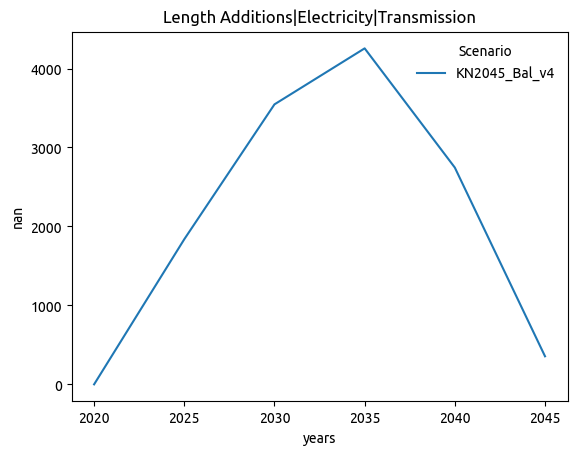 Length Additions|Electricity|Transmission
Scenario
KN2045_Bal_v4
nan
4000
3000
2000
1000
0
2020 2025 2030 2035 2040 2045
years